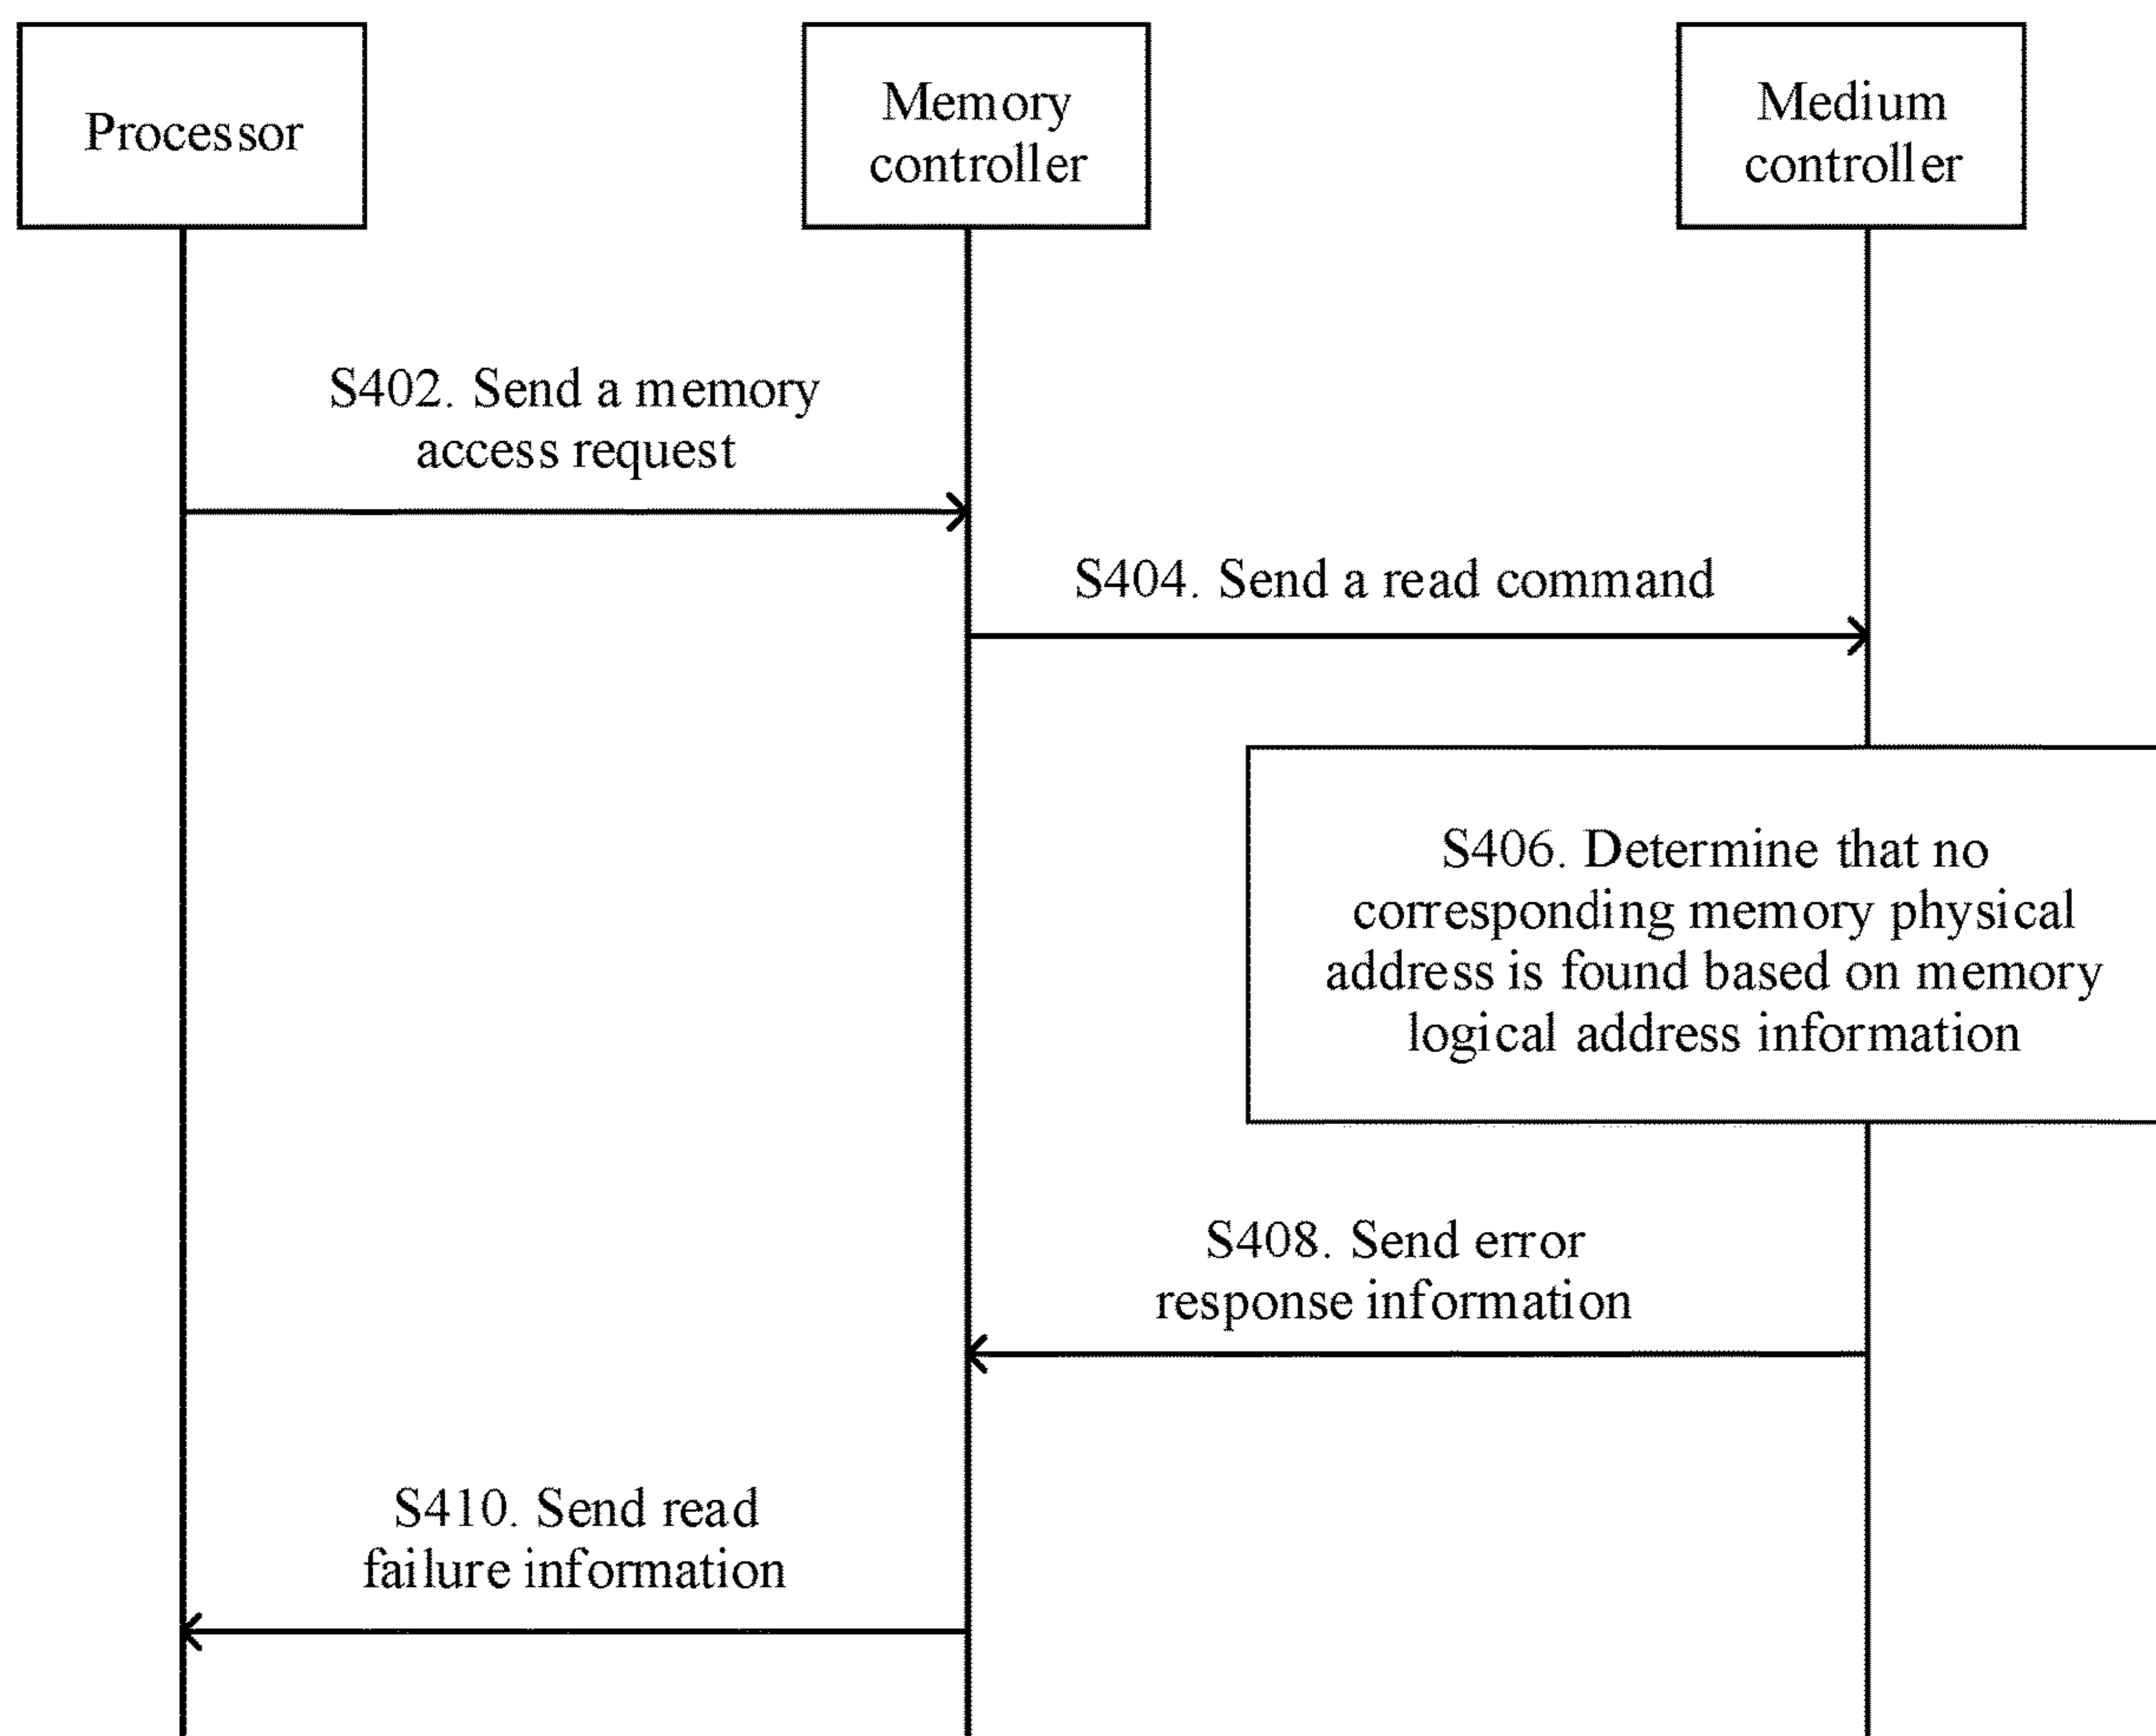 Processor
Memory
controller
Medium
controller
S402. Send a memory
access request
S404. Send a read command
S406. Determine that no
corresponding memory physical
address is found based on memory
logical address information
S408. Send error
response information
S410. Send read
failure information